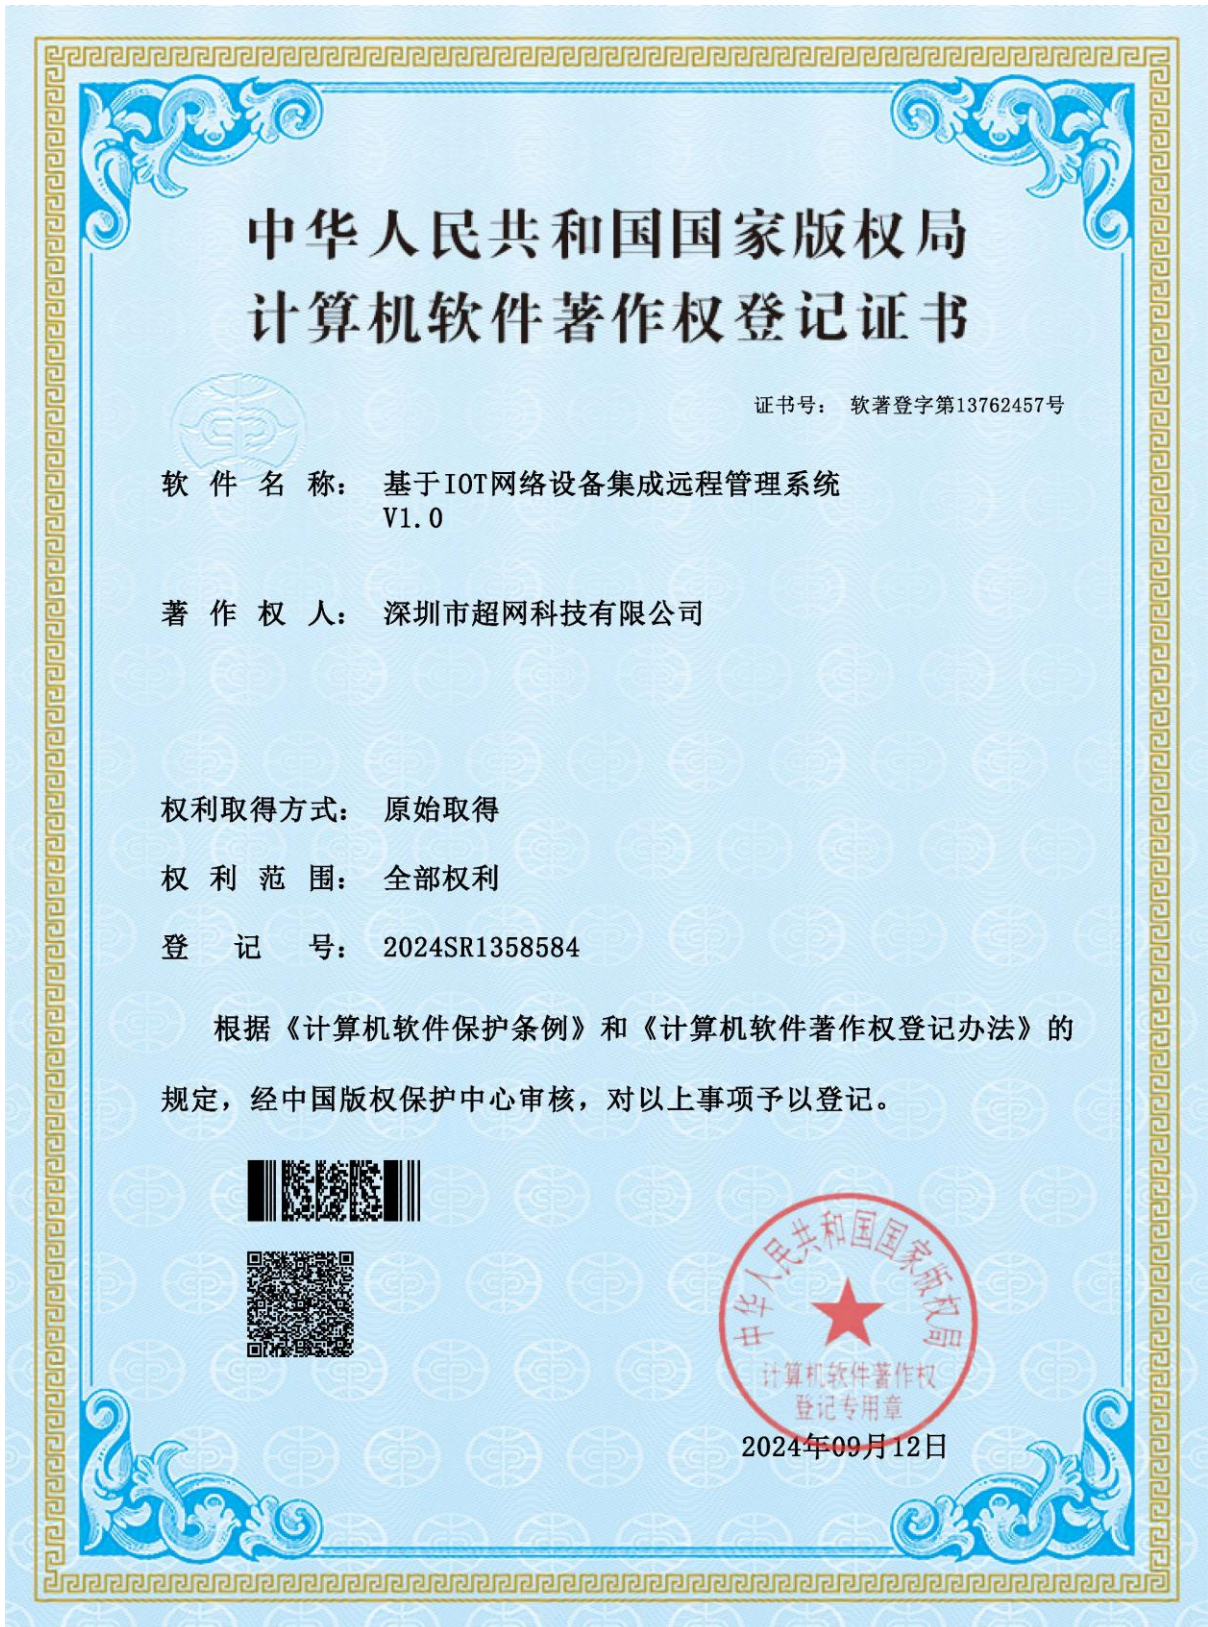 中华人民共和国国家版权局
计算机软件著作权登记证书
证书号： 软著登字第13762457号
软件名称： 基于IOT网络设备集成远程管理系统
V1.0
著作权人： 深圳市超网科技有限公司
权利取得方式： 原始取得
权利范围： 全部权利
登记号： 2024SR1358584
根据《计算机软件保护条例》和《计算机软件著作权登记办法》的
规定，经中国版权保护中心审核，对以上事项予以登记。
中华人民共和国国家版权局
计算机软件著作权
登记专用章
2024年09月12日